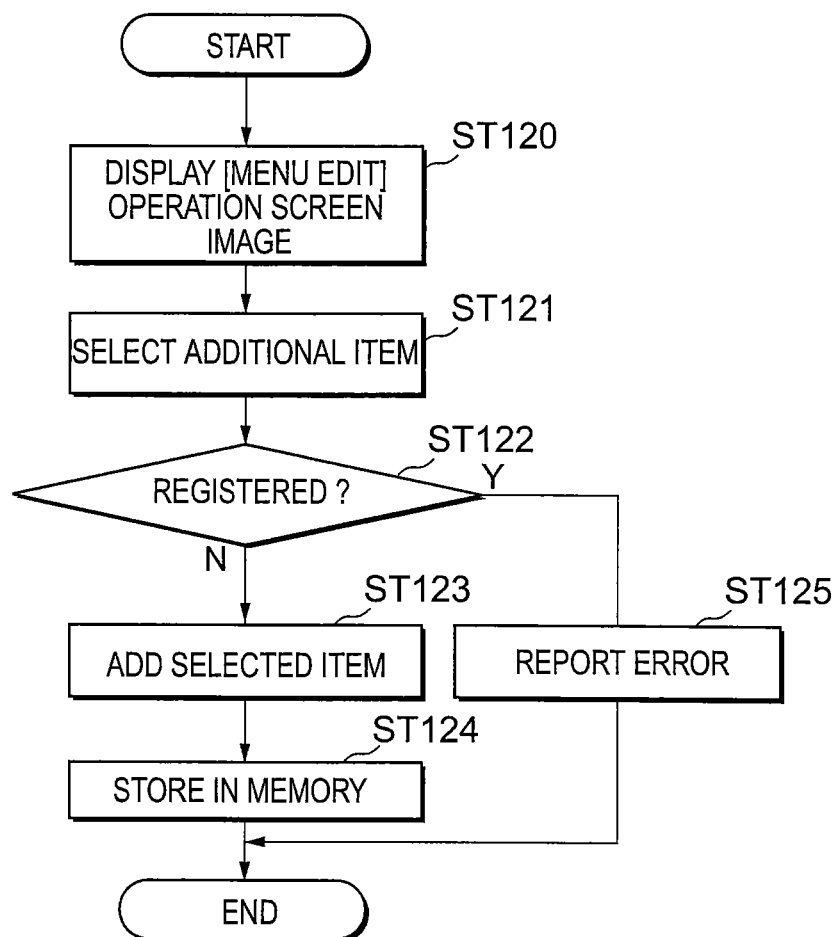 START
ST120
DISPLAY [MENU EDIT]
OPERATION SCREEN
IMAGE
ST121
SELECT ADDITIONAL ITEM
ST122
REGISTERED ?
Y
N
ST123
ADD SELECTED ITEM
ST125
REPORT ERROR
ST124
STORE IN MEMORY
END